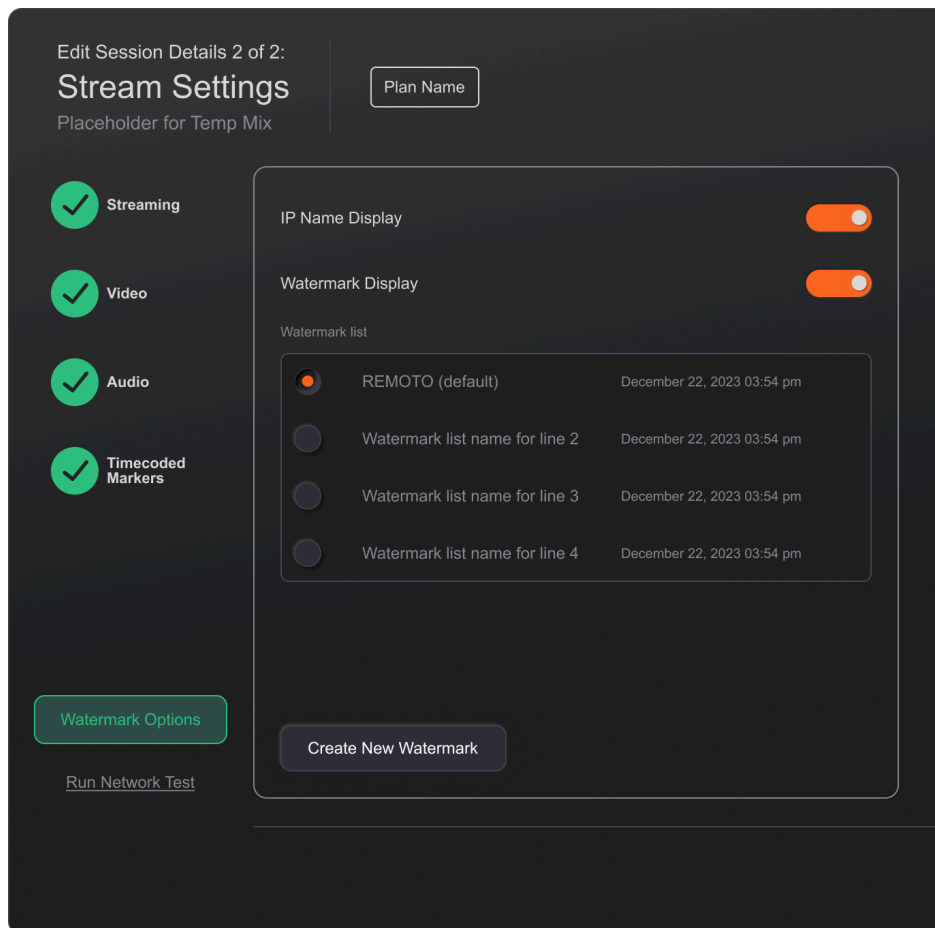 Edit Session Details 2 of 2:
Stream Settings
Placeholder for Temp Mix
Plan Name
Streaming
Video
Audio
Timecoded
Markers
Watermark Options
Run Network Test
IP Name Display
Watermark Display
Watermark list
REMOTO (default) December 22, 2023 03:54 pm
Watermark list name for line 2 December 22, 2023 03:54 pm
Watermark list name for line 3 December 22, 2023 03:54 pm
Watermark list name for line 4 December 22, 2023 03:54 pm
Create New Watermark